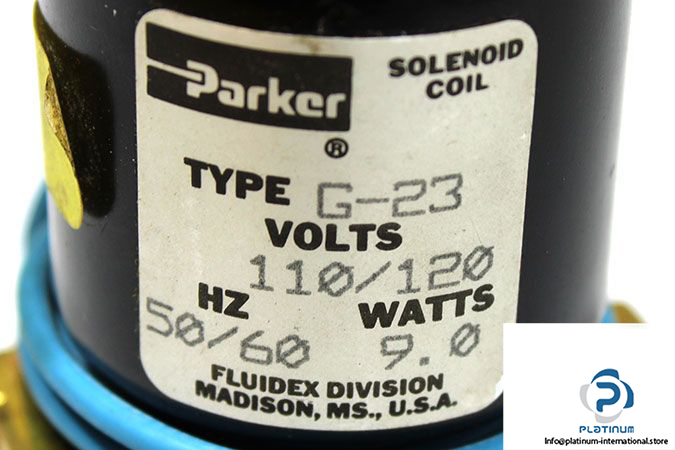 Parker
®
SOLENOID
COIL
TYPE G-23
VOLTS
110/120
HZ WATTS
50/60 9.0
FLUIDEX DIVISION
MADISON, MS., U.S.A.
PLATINUM
Info@platinum-international.store